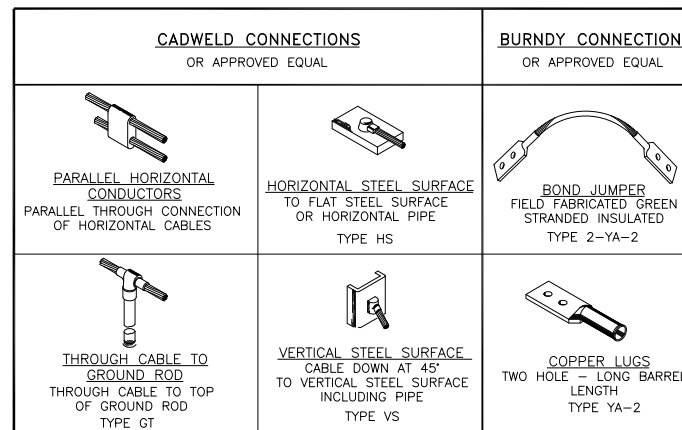 CADWELD CONNECTIONS
OR APPROVED EQUAL
BURNDY CONNECTION
OR APPROVED EQUAL
PARALLEL HORIZONTAL
CONDUCTORS
PARALLEL THROUGH CONNECTION
OF HORIZONTAL CABLES
HORIZONTAL STEEL SURFACE
TO FLAT STEEL SURFACE
OR HORIZONTAL PIPE
TYPE HS
BOND JUMPER
FIELD FABRICATED GREEN
STRANDED INSULATED
TYPE 2-YA-2
THROUGH CABLE TO
GROUND ROD
THROUGH CABLE TO TOP
OF GROUND ROD
TYPE GT
VERTICAL STEEL SURFACE
CABLE DOWN AT 45°
TO VERTICAL STEEL SURFACE
INCLUDING PIPE
TYPE VS
COPPER LUGS
TWO HOLE – LONG BARREL
LENGTH
TYPE YA-2